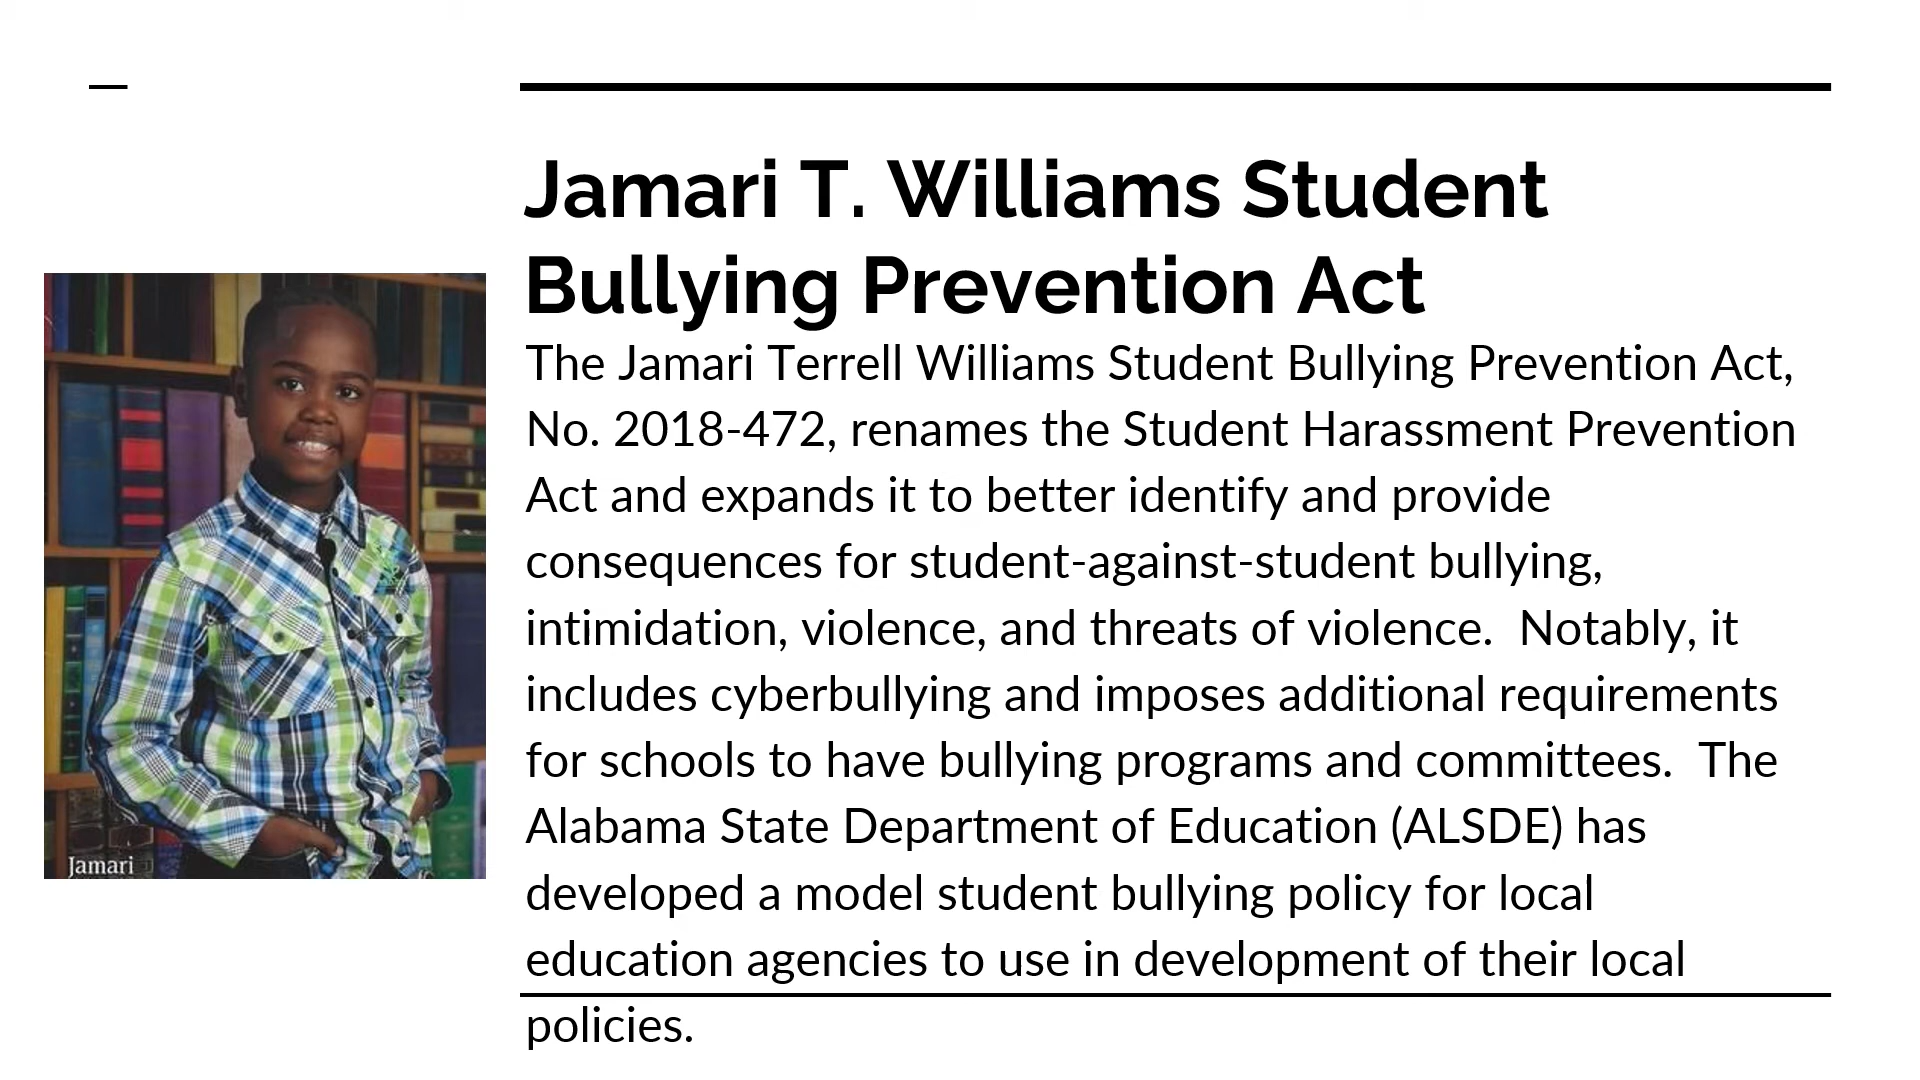 Jamari T. Williams Student
Bullying Prevention Act
The Jamari Terrell Williams Student Bullying Prevention Act,
No. 2018-472, renames the Student Harassment Prevention
Act and expands it to better identify and provide
consequences for student-against-student bullying,
intimidation, violence, and threats of violence.  Notably, it
includes cyberbullying and imposes additional requirements
for schools to have bullying programs and committees.  The
Alabama State Department of Education (ALSDE) has
developed a model student bullying policy for local
education agencies to use in development of their local
policies.
Jamari